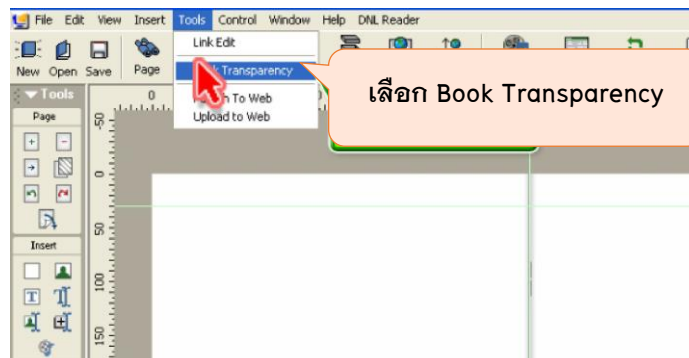 File Edit View Insert Tools Control Window Help DNL Reader
Link Edit
Transparency
To Web
Upload to Web
New Open Save Page
เลือก Book Transparency
Tools
0
Page
-50
0
50
Insert
100
150